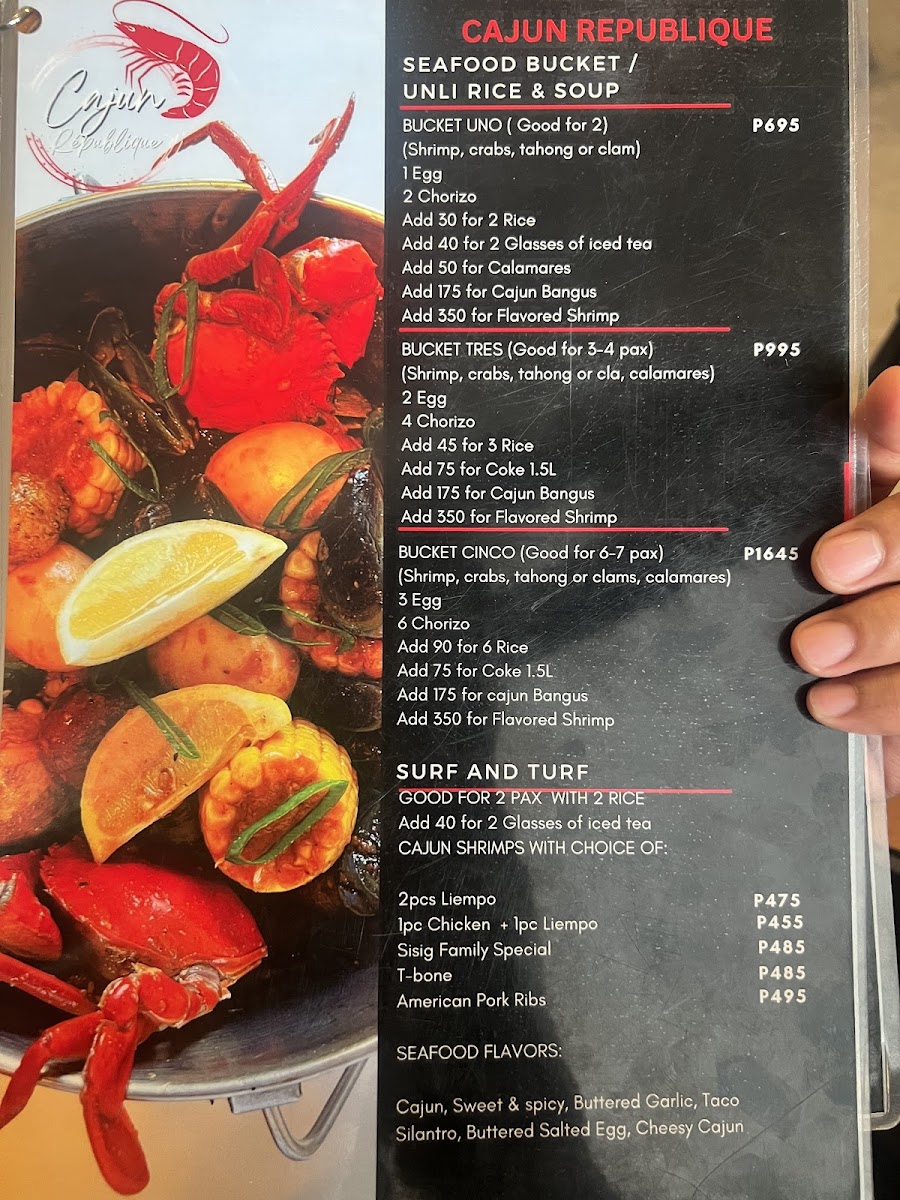 Cajun
Republique
CAJUN REPUBLIQUE
SEAFOOD BUCKET /
UNLI RICE & SOUP
BUCKET UNO ( Good for 2) P695
(Shrimp, crabs, tahong or clam)
1 Egg
2 Chorizo
Add 30 for 2 Rice
Add 40 for 2 Glasses of iced tea
Add 50 for Calamares
Add 175 for Cajun Bangus
Add 350 for Flavored Shrimp
BUCKET TRES (Good for 3-4 pax) P995
(Shrimp, crabs, tahong or cla, calamares)
2 Egg
4 Chorizo
Add 45 for 3 Rice
Add 75 for Coke 1.5L
Add 175 for Cajun Bangus
Add 350 for Flavored Shrimp
BUCKET CINCO (Good for 6-7 pax) P1645
(Shrimp, crabs, tahong or clams, calamares)
3 Egg
6 Chorizo
Add 90 for 6 Rice
Add 75 for Coke 1.5L
Add 175 for cajun Bangus
Add 350 for Flavored Shrimp
SURF AND TURF
GOOD FOR 2 PAX WITH 2 RICE
Add 40 for 2 Glasses of iced tea
CAJUN SHRIMPS WITH CHOICE OF:
2pcs Liempo P475
1pc Chicken + 1pc Liempo P455
Sisig Family Special P485
T-bone P485
American Pork Ribs P495
SEAFOOD FLAVORS:
Cajun, Sweet & spicy, Buttered Garlic, Taco
Silantro, Buttered Salted Egg, Cheesy Cajun